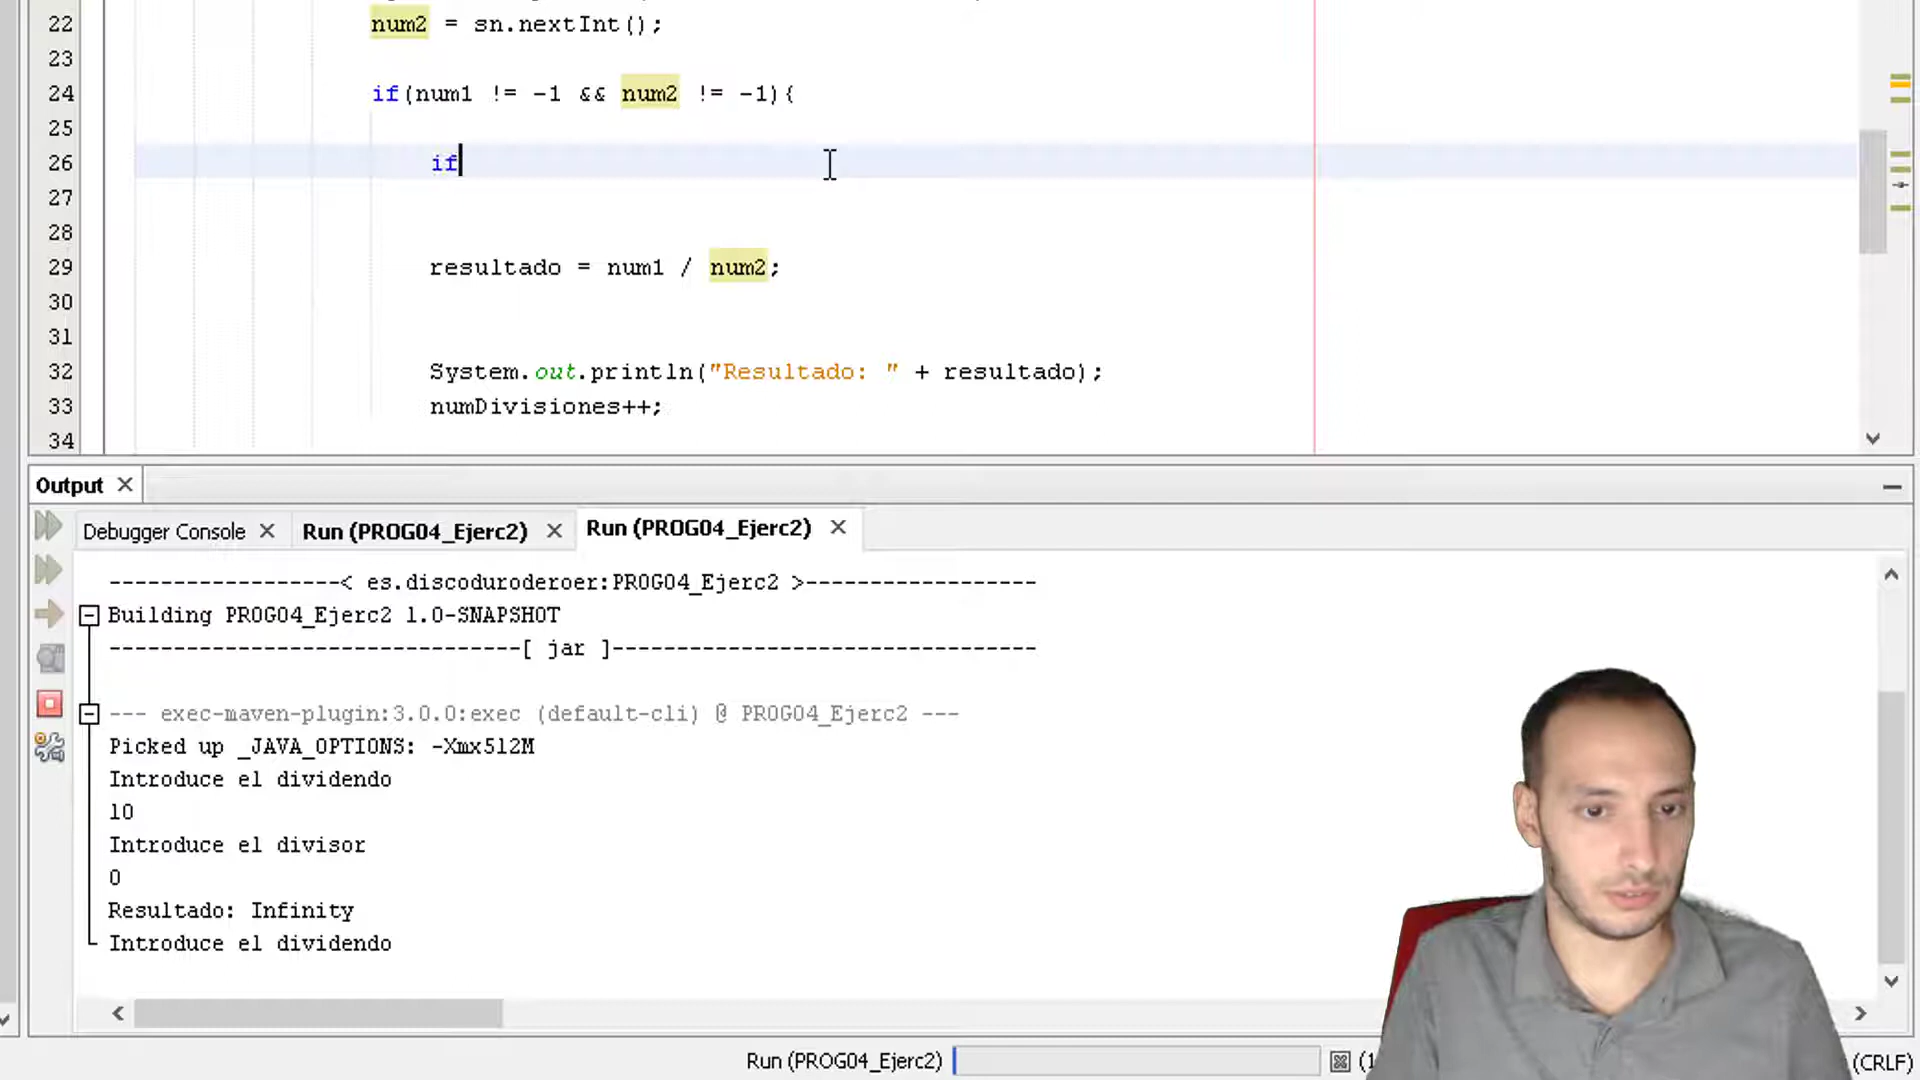 22 num2 = sn.nextInt();
23
24 if(num1 != -1 && num2 != -1){
25
26 if
27
28
29 resultado = num1 / num2;
30
31
32 System.out.println("Resultado: " + resultado);
33 numDivisiones++;
34
Output
Debugger Console Run (PROG04_Ejerc2) Run (PROG04_Ejerc2)
------------------< es.discoduroderoer:PROG04_Ejerc2 >------------------
Building PROG04_Ejerc2 1.0-SNAPSHOT
--------------------------------[ jar ]---------------------------------
--- exec-maven-plugin:3.0.0:exec (default-cli) @ PROG04_Ejerc2 ---
Picked up _JAVA_OPTIONS: -Xmx512M
Introduce el dividendo
10
Introduce el divisor
0
Resultado: Infinity
Introduce el dividendo
Run (PROG04_Ejerc2) (CRLF)